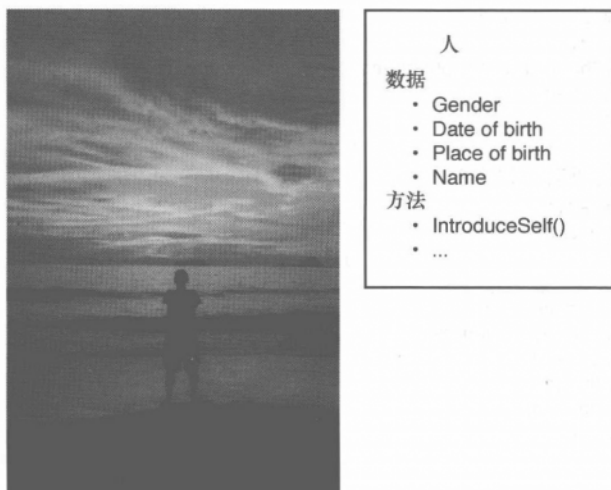 人
数据
• Gender
• Date of birth
• Place of birth
• Name
方法
• IntroduceSelf()
• ...